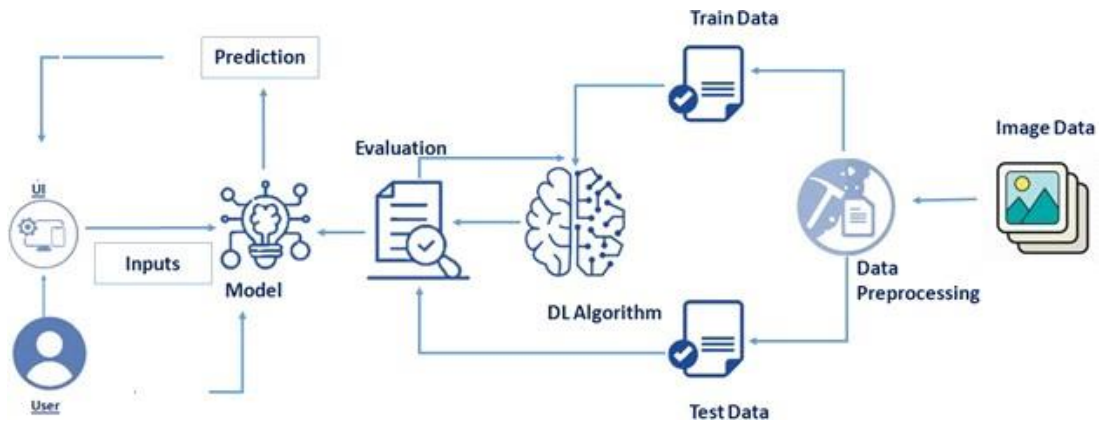 Train Data
Prediction
Image Data
Evaluation
UI
Inputs
Model
Data
Preprocessing
DL Algorithm
User
Test Data